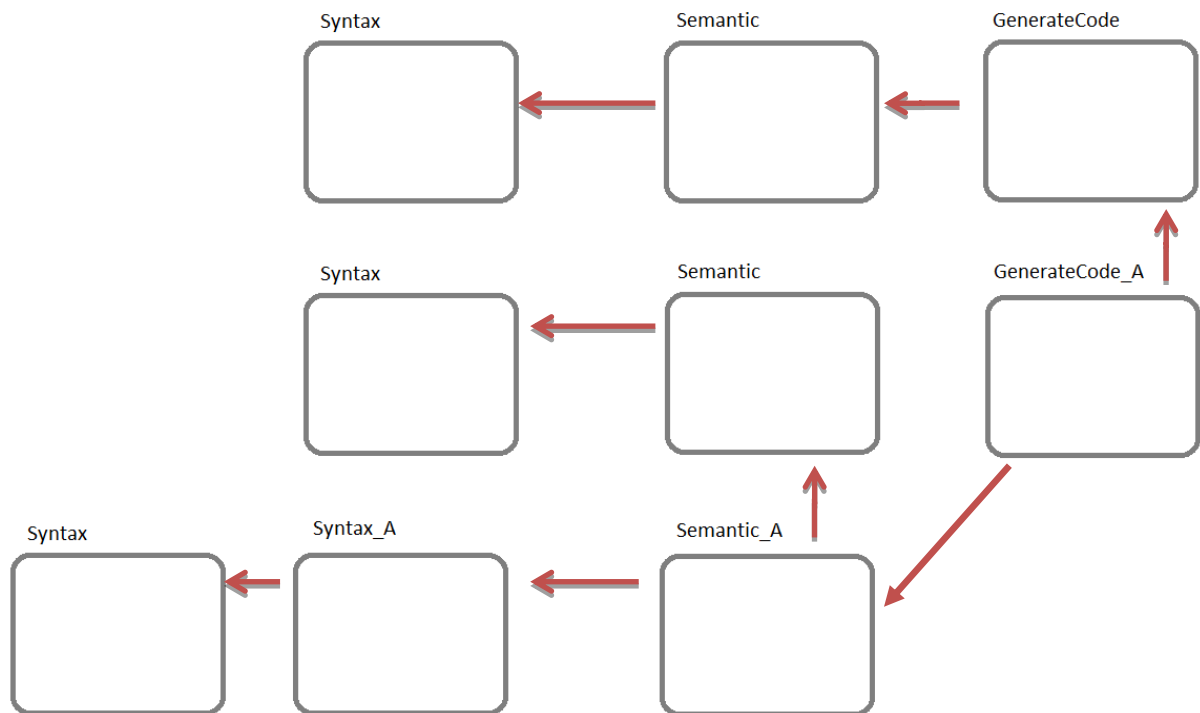 Syntax
Semantic
GenerateCode
Syntax
Semantic
GenerateCode_A
Syntax
Syntax_A
Semantic_A